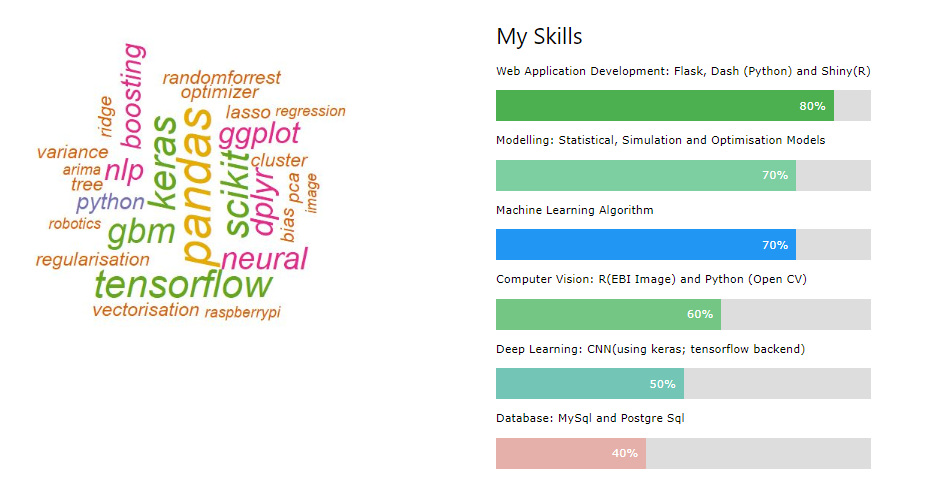 boosting
randomforrest
optimizer
ridge
lasso
regression
keras
pandas
ggplot
variance
scikit
cluster
arima
nlp
dplyr
pca
image
tree
python
bias
robotics
gbm
regularisation
neural
tensorflow
vectorisation
raspberrypi
My Skills
Web Application Development: Flask, Dash (Python) and Shiny(R)
80%
Modelling: Statistical, Simulation and Optimisation Models
70%
Machine Learning Algorithm
70%
Computer Vision: R(EBI Image) and Python (Open CV)
60%
Deep Learning: CNN(using keras; tensorflow backend)
50%
Database: MySql and Postgre Sql
40%